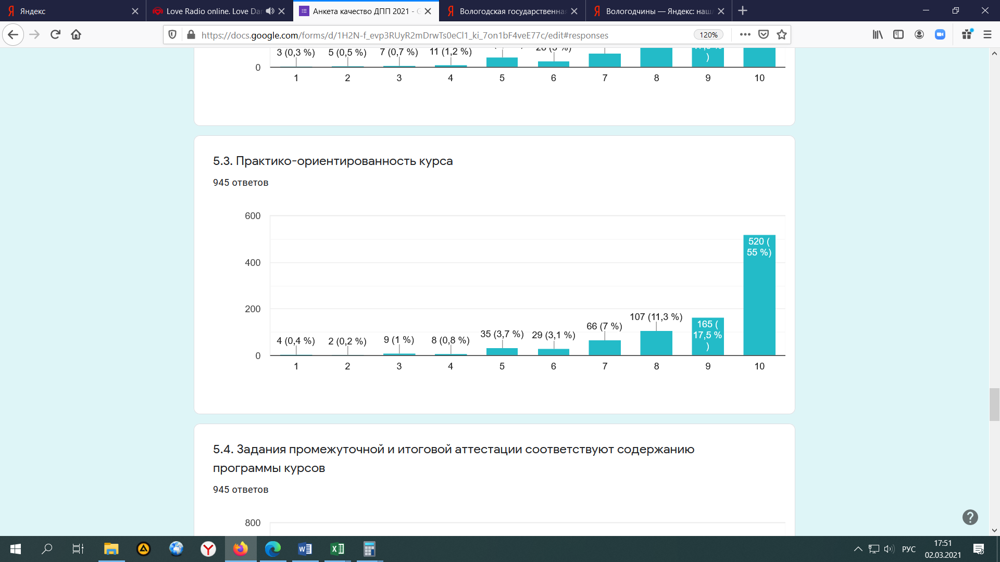 Яндекс
Love Radio online. Love Dan
Анкета качество ДПП 2021 - G
Вологодская государственная
Вологодчины — Яндекс: наш
https://docs.google.com/forms/d/1H2N-f_evp3RUyR2mDrwTs0eCl1_ki_7on1bF4veE77c/edit#responses
120%
3 (0,3 %) 5 (0,5 %) 7 (0,7 %) 11 (1,2 %)
)
0
1 2 3 4 5 6 7 8 9 10
5.3. Практико-ориентированность курса
945 ответов
600
520 (
55 %)
400
200
107 (11,3 %)
165 (
17,5 %
)
66 (7 %)
35 (3,7 %) 29 (3,1 %)
4 (0,4 %) 2 (0,2 %) 9 (1 %) 8 (0,8 %)
0
1 2 3 4 5 6 7 8 9 10
5.4. Задания промежуточной и итоговой аттестации соответствуют содержанию
программы курсов
945 ответов
800
РУС
17:51
02.03.2021